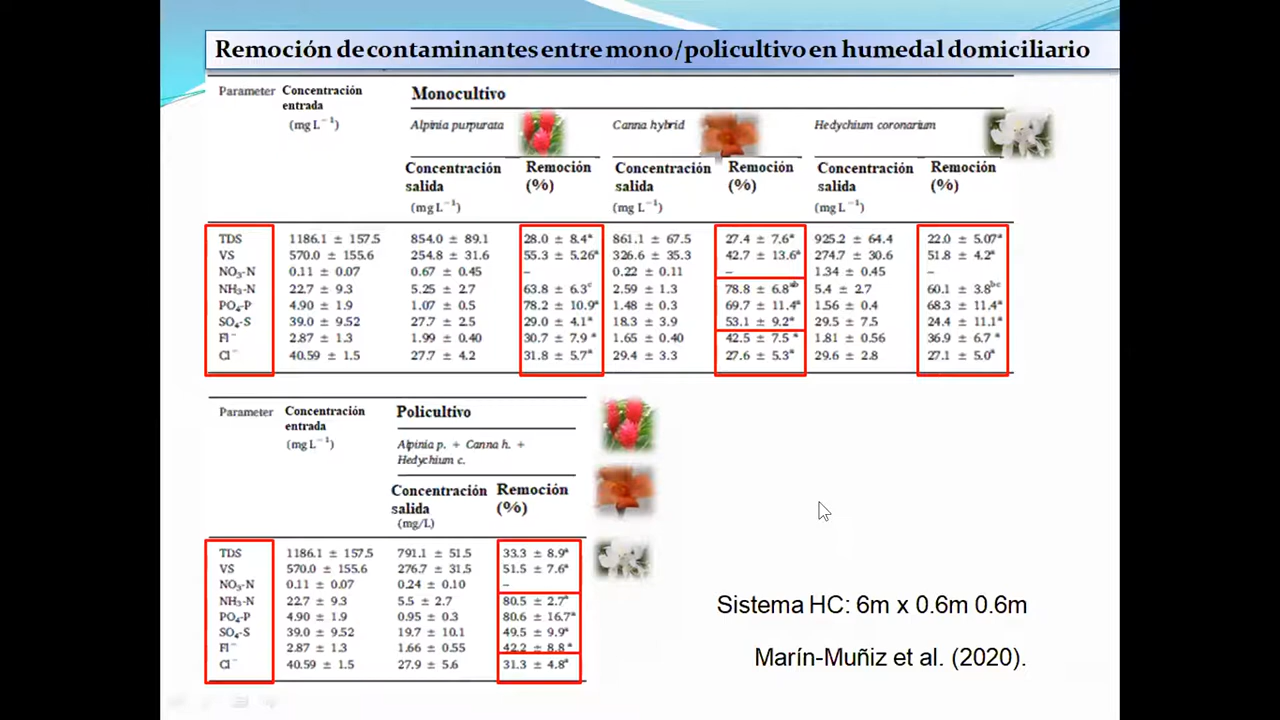 Remoción de contaminantes entre mono/policultivo en humedal domiciliario
Parameter Concentración entrada (mg L⁻¹) Monocultivo
Alpinia purpurata Canna hybrid Hedychium coronarium
Concentración salida (mg L⁻¹) Remoción (%) Concentración salida (mg L⁻¹) Remoción (%) Concentración salida (mg L⁻¹) Remoción (%)
TDS 1186.1 ± 157.5 854.0 ± 89.1 28.0 ± 8.4ᵃ 861.1 ± 67.5 27.4 ± 7.6ᵃ 925.2 ± 64.4 22.0 ± 5.07ᵃ
VS 570.0 ± 155.6 254.8 ± 31.6 55.3 ± 5.26ᵃ 326.6 ± 35.3 42.7 ± 13.6ᵃ 274.7 ± 30.6 51.8 ± 4.2ᵃ
NO₃-N 0.11 ± 0.07 0.67 ± 0.45 – 0.22 ± 0.11 – 1.34 ± 0.45 –
NH₃-N 22.7 ± 9.3 5.25 ± 2.7 63.8 ± 6.3ᶜ 2.59 ± 1.3 78.8 ± 6.8ᵃᵇ 5.4 ± 2.7 60.1 ± 3.8ᵇᶜ
PO₄-P 4.90 ± 1.9 1.07 ± 0.5 78.2 ± 10.9ᵃ 1.48 ± 0.3 69.7 ± 11.4ᵃ 1.56 ± 0.4 68.3 ± 11.4ᵃ
SO₄-S 39.0 ± 9.52 27.7 ± 2.5 29.0 ± 4.1ᵃ 18.3 ± 3.9 53.1 ± 9.2ᵃ 29.5 ± 7.5 24.4 ± 11.1ᵃ
Fl⁻ 2.87 ± 1.3 1.99 ± 0.40 30.7 ± 7.9 ᵃ 1.65 ± 0.40 42.5 ± 7.5 ᵃ 1.81 ± 0.56 36.9 ± 6.7 ᵃ
Cl⁻ 40.59 ± 1.5 27.7 ± 4.2 31.8 ± 5.7ᵃ 29.4 ± 3.3 27.6 ± 5.3ᵃ 29.6 ± 2.8 27.1 ± 5.0ᵃ
Parameter Concentración entrada (mg L⁻¹) Policultivo
Alpinia p. + Canna h. +
Hedychium c.
Concentración salida (mg/L) Remoción (%)
TDS 1186.1 ± 157.5 791.1 ± 51.5 33.3 ± 8.9ᵃ
VS 570.0 ± 155.6 276.7 ± 31.5 51.5 ± 7.6ᵃ
NO₃-N 0.11 ± 0.07 0.24 ± 0.10 –
NH₃-N 22.7 ± 9.3 5.5 ± 2.7 80.5 ± 2.7ᵃ
PO₄-P 4.90 ± 1.9 0.95 ± 0.3 80.6 ± 16.7ᵃ
SO₄-S 39.0 ± 9.52 19.7 ± 10.1 49.5 ± 9.9ᵃ
Fl⁻ 2.87 ± 1.3 1.66 ± 0.55 42.2 ± 8.8 ᵃ
Cl⁻ 40.59 ± 1.5 27.9 ± 5.6 31.3 ± 4.8ᵃ
Sistema HC: 6m x 0.6m 0.6m
Marín-Muñiz et al. (2020).